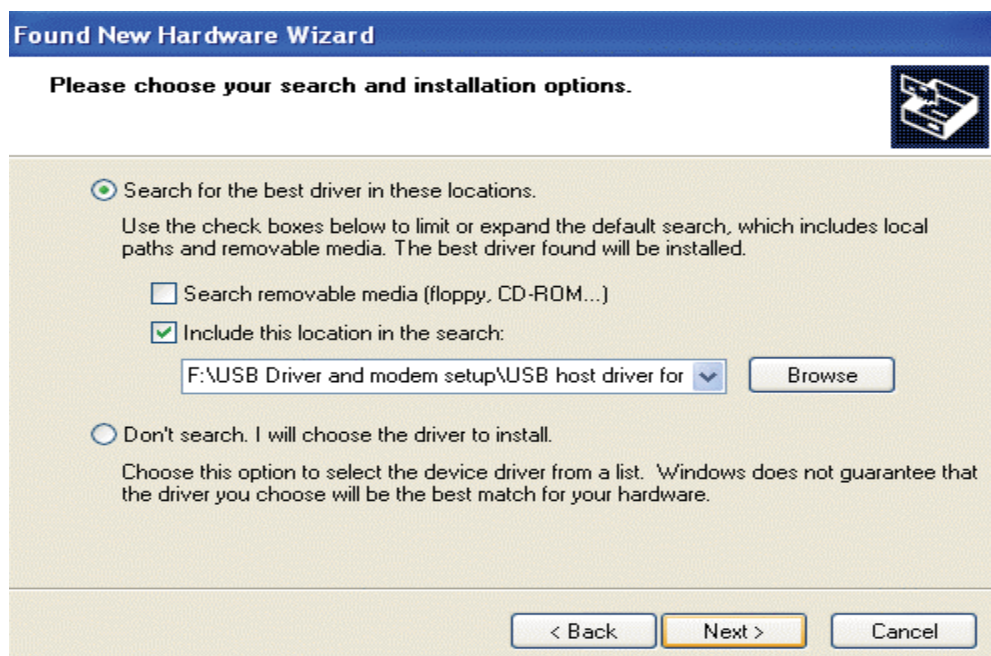 Found New Hardware Wizard
Please choose your search and installation options.
Search for the best driver in these locations.
Use the check boxes below to limit or expand the default search, which includes local
paths and removable media. The best driver found will be installed.
Search removable media (floppy, CD-ROM...)
Include this location in the search:
F:\USB Driver and modem setup\USB host driver for
Browse
Don't search. I will choose the driver to install.
Choose this option to select the device driver from a list. Windows does not guarantee that
the driver you choose will be the best match for your hardware.
< Back
Next >
Cancel